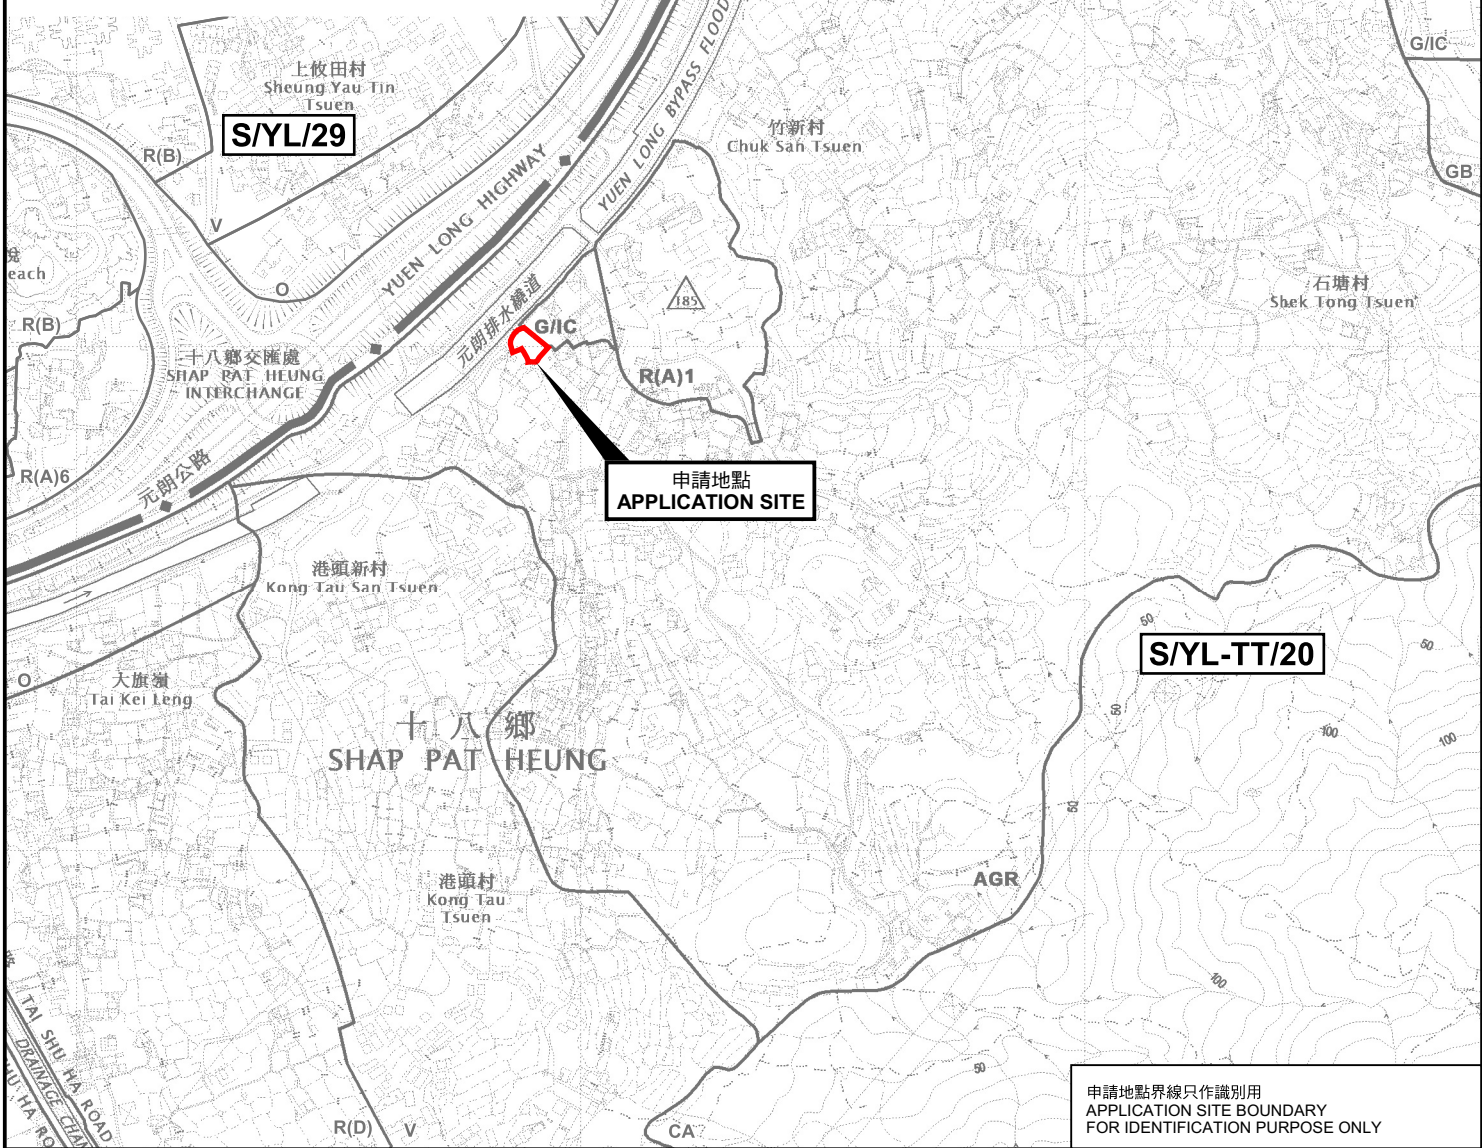 上攸田村
Sheung Yau Tin
Tsuen
S/YL/29
R(B)
V
O
G/IC
GB
竹新村
Chuk San Tsuen
YUEN LONG HIGHWAY
YUEN LONG BYPASS FLOOD
元朗排水繞道
185
石塘村
Shek Tong Tsuen
each
R(B)
十八鄉交匯處
SHAP PAT HEUNG
INTERCHANGE
G/IC
R(A)1
R(A)6
元朗公路
申請地點
APPLICATION SITE
港頭新村
Kong Tau San Tsuen
O
大旗嶺
Tai Kei Leng
S/YL-TT/20
50
50
50
100
100
50
十八鄉
SHAP PAT HEUNG
港頭村
Kong Tau
Tsuen
AGR
100
50
TAI SHU HA ROAD
DRAINAGE CHAN
HU HA RO
R(D)
V
CA
申請地點界線只作識別用
APPLICATION SITE BOUNDARY
FOR IDENTIFICATION PURPOSE ONLY